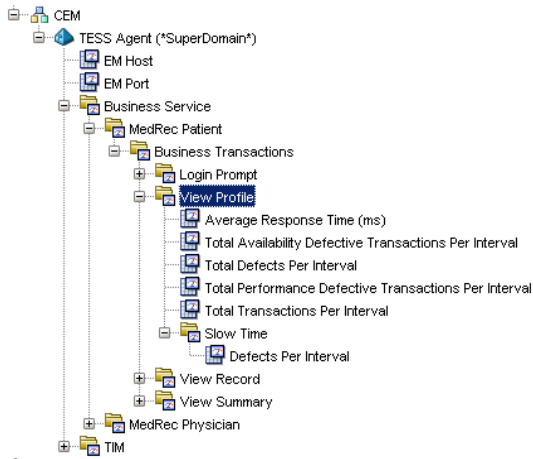 CEM
TESS Agent (*SuperDomain*)
EM Host
EM Port
Business Service
MedRec Patient
Business Transactions
Login Prompt
View Profile
Average Response Time (ms)
Total Availability Defective Transactions Per Interval
Total Defects Per Interval
Total Performance Defective Transactions Per Interval
Total Transactions Per Interval
Slow Time
Defects Per Interval
View Record
View Summary
MedRec Physician
TIM